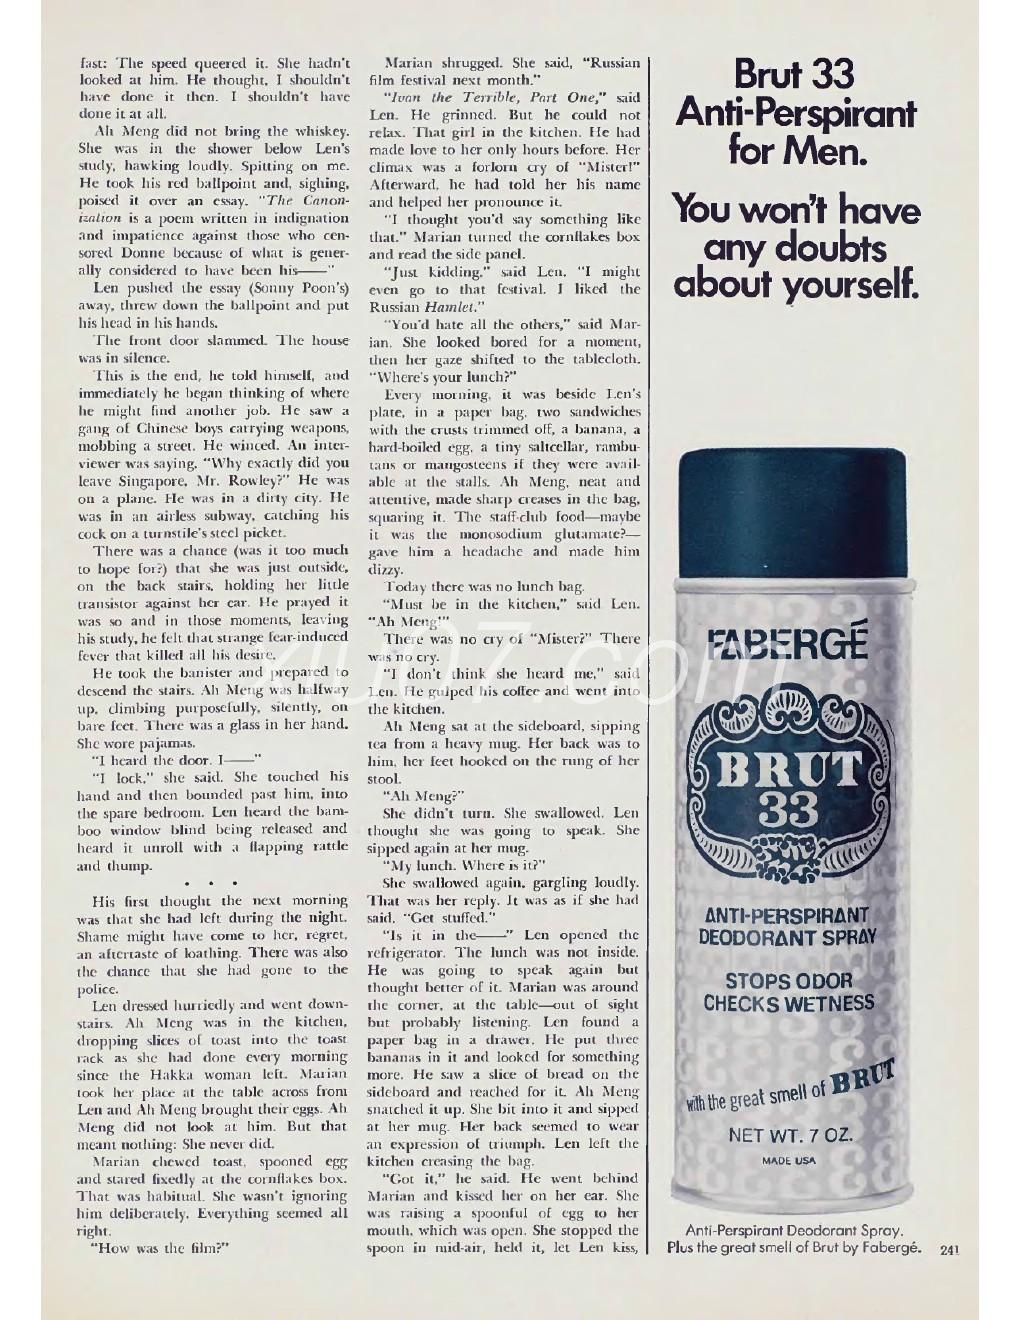 fast: The speed queered it. She hadn't
looked at him. He thought, I shouldn't
have done it then. I shouldn't have
done it at all.
Ah Meng did not bring the whiskey.
She was in the shower below Len's
study, hawking loudly. Spitting on me.
He took his red ballpoint and, sighing,
poised it over an essay. "The Canon-
ization is a poem written in indignation
and impatience against those who cen-
sored Donne because of what is gener-
ally considered to have been his——"
Len pushed the essay (Sonny Poon's)
away, threw down the ballpoint and put
his head in his hands.
The front door slammed. The house
was in silence.
This is the end, he told himself, and
immediately he began thinking of where
he might find another job. He saw a
gang of Chinese boys carrying weapons,
mobbing a street. He winced. An inter-
viewer was saying, "Why exactly did you
leave Singapore, Mr. Rowley?" He was
on a plane. He was in a dirty city. He
was in an airless subway, catching his
cock on a turnstile's steel picket.
There was a chance (was it too much
to hope for?) that she was just outside,
on the back stairs, holding her little
transistor against her ear. He prayed it
was so and in those moments, leaving
his study, he felt that strange fear-induced
fever that killed all his desire.
He took the banister and prepared to
descend the stairs. Ah Meng was halfway
up, climbing purposefully, silently, on
bare feet. There was a glass in her hand.
She wore pajamas.
"I heard the door. I——"
"I lock," she said. She touched his
hand and then bounded past him, into
the spare bedroom. Len heard the bam-
boo window blind being released and
heard it unroll with a flapping rattle
and thump.
• • •
His first thought the next morning
was that she had left during the night.
Shame might have come to her, regret,
an aftertaste of loathing. There was also
the chance that she had gone to the
police.
Len dressed hurriedly and went down-
stairs. Ah Meng was in the kitchen,
dropping slices of toast into the toast
rack as she had done every morning
since the Hakka woman left. Marian
took her place at the table across from
Len and Ah Meng brought their eggs. Ah
Meng did not look at him. But that
meant nothing: She never did.
Marian chewed toast, spooned egg
and stared fixedly at the cornflakes box.
That was habitual. She wasn't ignoring
him deliberately. Everything seemed all
right.
"How was the film?"
Marian shrugged. She said, "Russian
film festival next month."
"Ivan the Terrible, Part One," said
Len. He grinned. But he could not
relax. That girl in the kitchen. He had
made love to her only hours before. Her
climax was a forlorn cry of "Mister!"
Afterward, he had told her his name
and helped her pronounce it.
"I thought you'd say something like
that." Marian turned the cornflakes box
and read the side panel.
"Just kidding," said Len. "I might
even go to that festival. I liked the
Russian Hamlet."
"You'd hate all the others," said Mar-
ian. She looked bored for a moment,
then her gaze shifted to the tablecloth.
"Where's your lunch?"
Every morning, it was beside Len's
plate, in a paper bag, two sandwiches
with the crusts trimmed off, a banana, a
hard-boiled egg, a tiny saltcellar, rambu-
tans or mangosteens if they were avail-
able at the stalls. Ah Meng, neat and
attentive, made sharp creases in the bag,
squaring it. The staff-club food—maybe
it was the monosodium glutamate?—
gave him a headache and made him
dizzy.
Today there was no lunch bag.
"Must be in the kitchen," said Len.
"Ah Meng!"
There was no cry of "Mister?" There
was no cry.
"I don't think she heard me," said
Len. He gulped his coffee and went into
the kitchen.
Ah Meng sat at the sideboard, sipping
tea from a heavy mug. Her back was to
him, her feet hooked on the rung of her
stool.
"Ah Meng?"
She didn't turn. She swallowed. Len
thought she was going to speak. She
sipped again at her mug.
"My lunch. Where is it?"
She swallowed again, gargling loudly.
That was her reply. It was as if she had
said, "Get stuffed."
"Is it in the——" Len opened the
refrigerator. The lunch was not inside.
He was going to speak again but
thought better of it. Marian was around
the corner, at the table—out of sight
but probably listening. Len found a
paper bag in a drawer. He put three
bananas in it and looked for something
more. He saw a slice of bread on the
sideboard and reached for it. Ah Meng
snatched it up. She bit into it and sipped
at her mug. Her back seemed to wear
an expression of triumph. Len left the
kitchen creasing the bag.
"Got it," he said. He went behind
Marian and kissed her on her ear. She
was raising a spoonful of egg to her
mouth, which was open. She stopped the
spoon in mid-air, held it, let Len kiss,
Brut 33
Anti-Perspirant
for Men.
You won't have
any doubts
about yourself.
FABERGÉ
BRUT
33
ANTI-PERSPIRANT
DEODORANT SPRAY
STOPS ODOR
CHECKS WETNESS
with the great smell of BRUT
NET WT. 7 OZ.
MADE USA
Anti-Perspirant Deodorant Spray.
Plus the great smell of Brut by Fabergé.
241